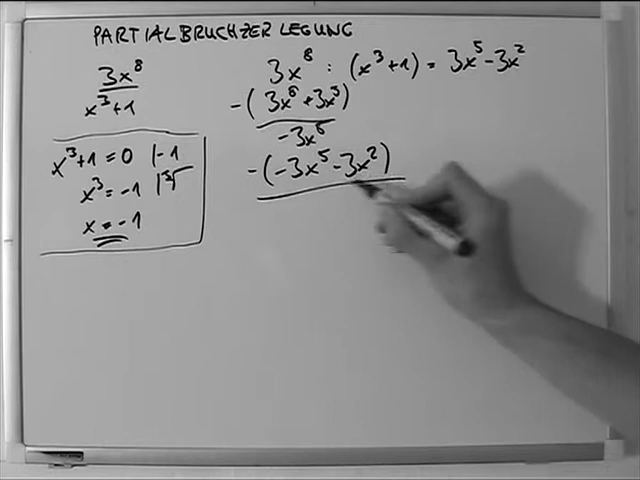 PARTIALBRUCHZERLEGUNG
3x⁸
x³+1
x³+1=0 |-1
x³=-1 |³√
x=-1
3x⁸ : (x³+1) = 3x⁵-3x²
-(3x⁸+3x⁵)
-3x⁵
-(-3x⁵-3x²)